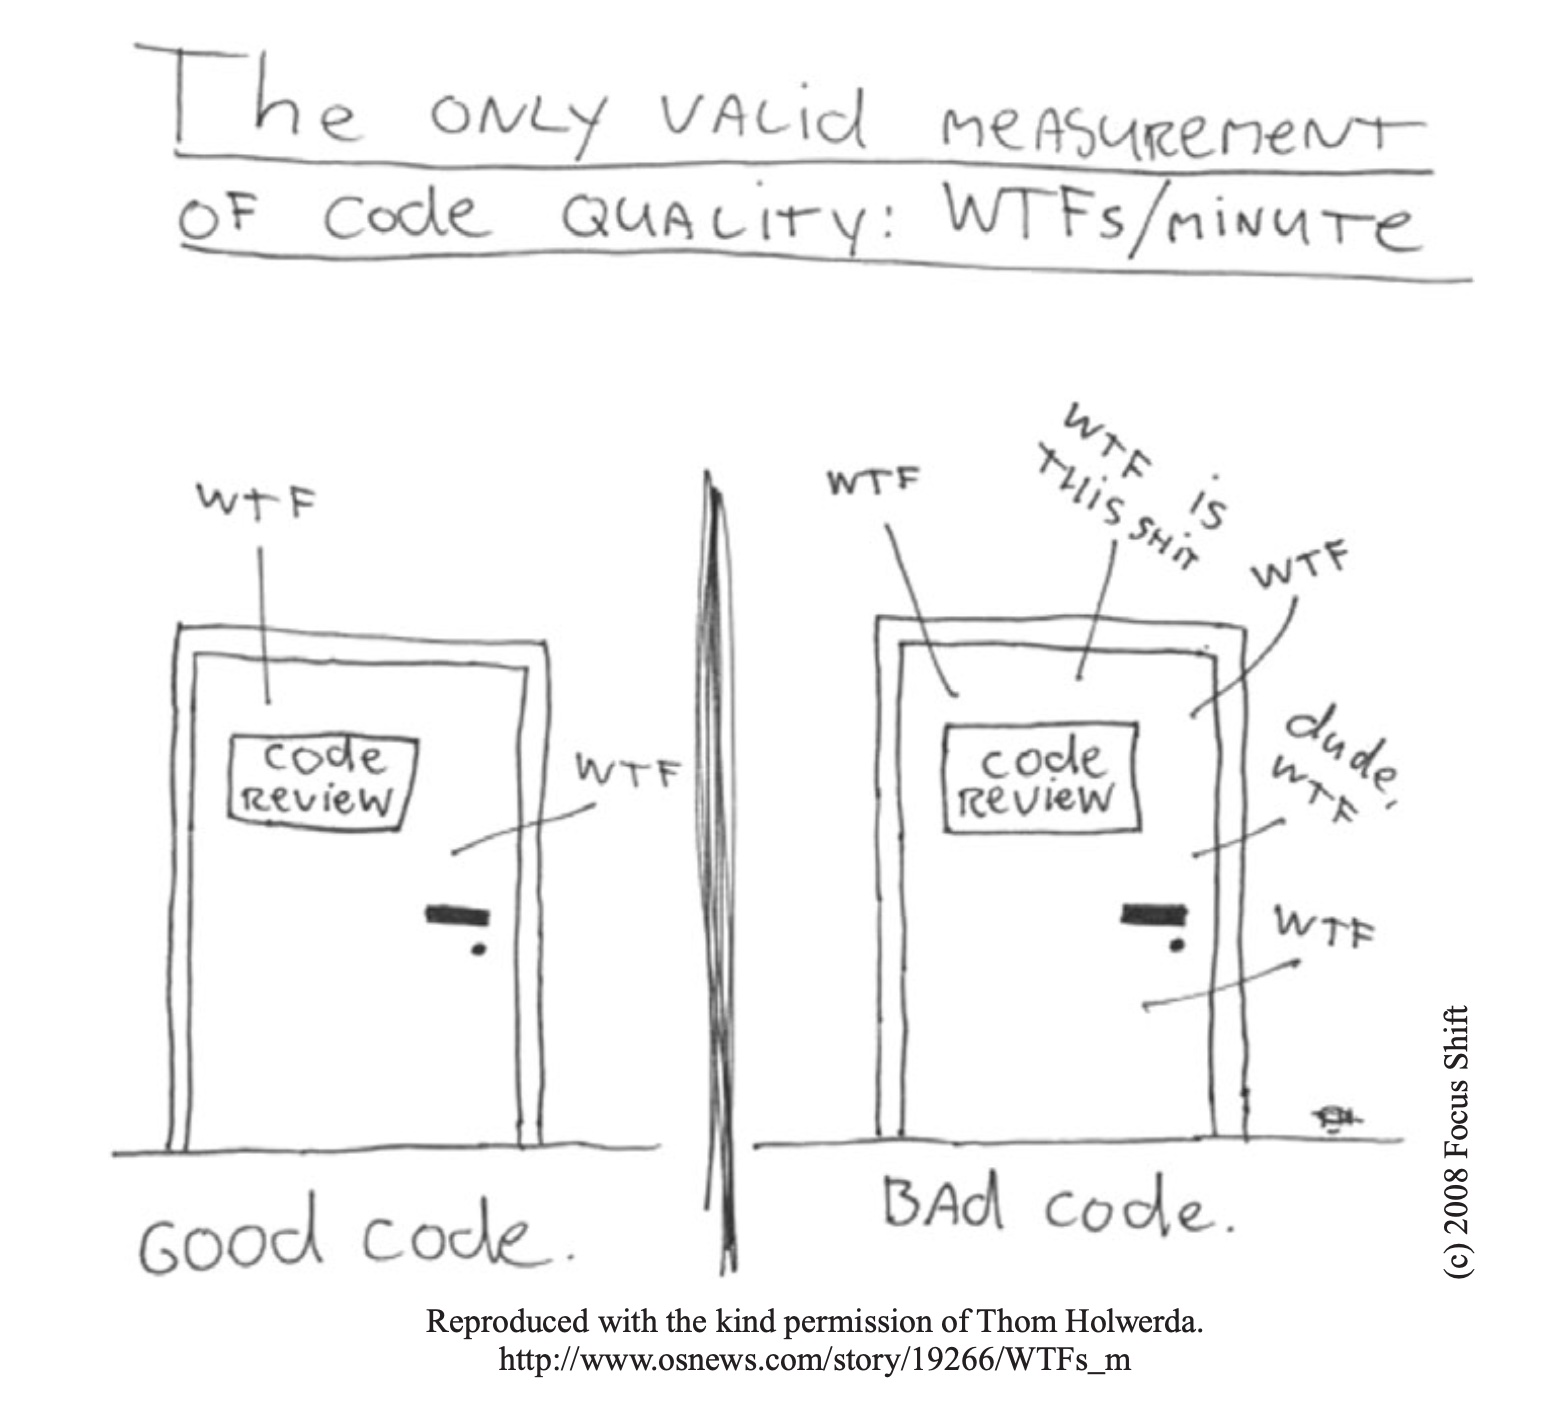 The ONLY VALid MeASUREMENT
OF Code QUALiTY: WTFs/MiNUTe
WTF
code
Review
WTF
Good code.
WTF
WTF is
THis SHiT
WTF
code
Review
dude,
WTF
WTF
BAd code.
(c) 2008 Focus Shift
Reproduced with the kind permission of Thom Holwerda.
http://www.osnews.com/story/19266/WTFs_m